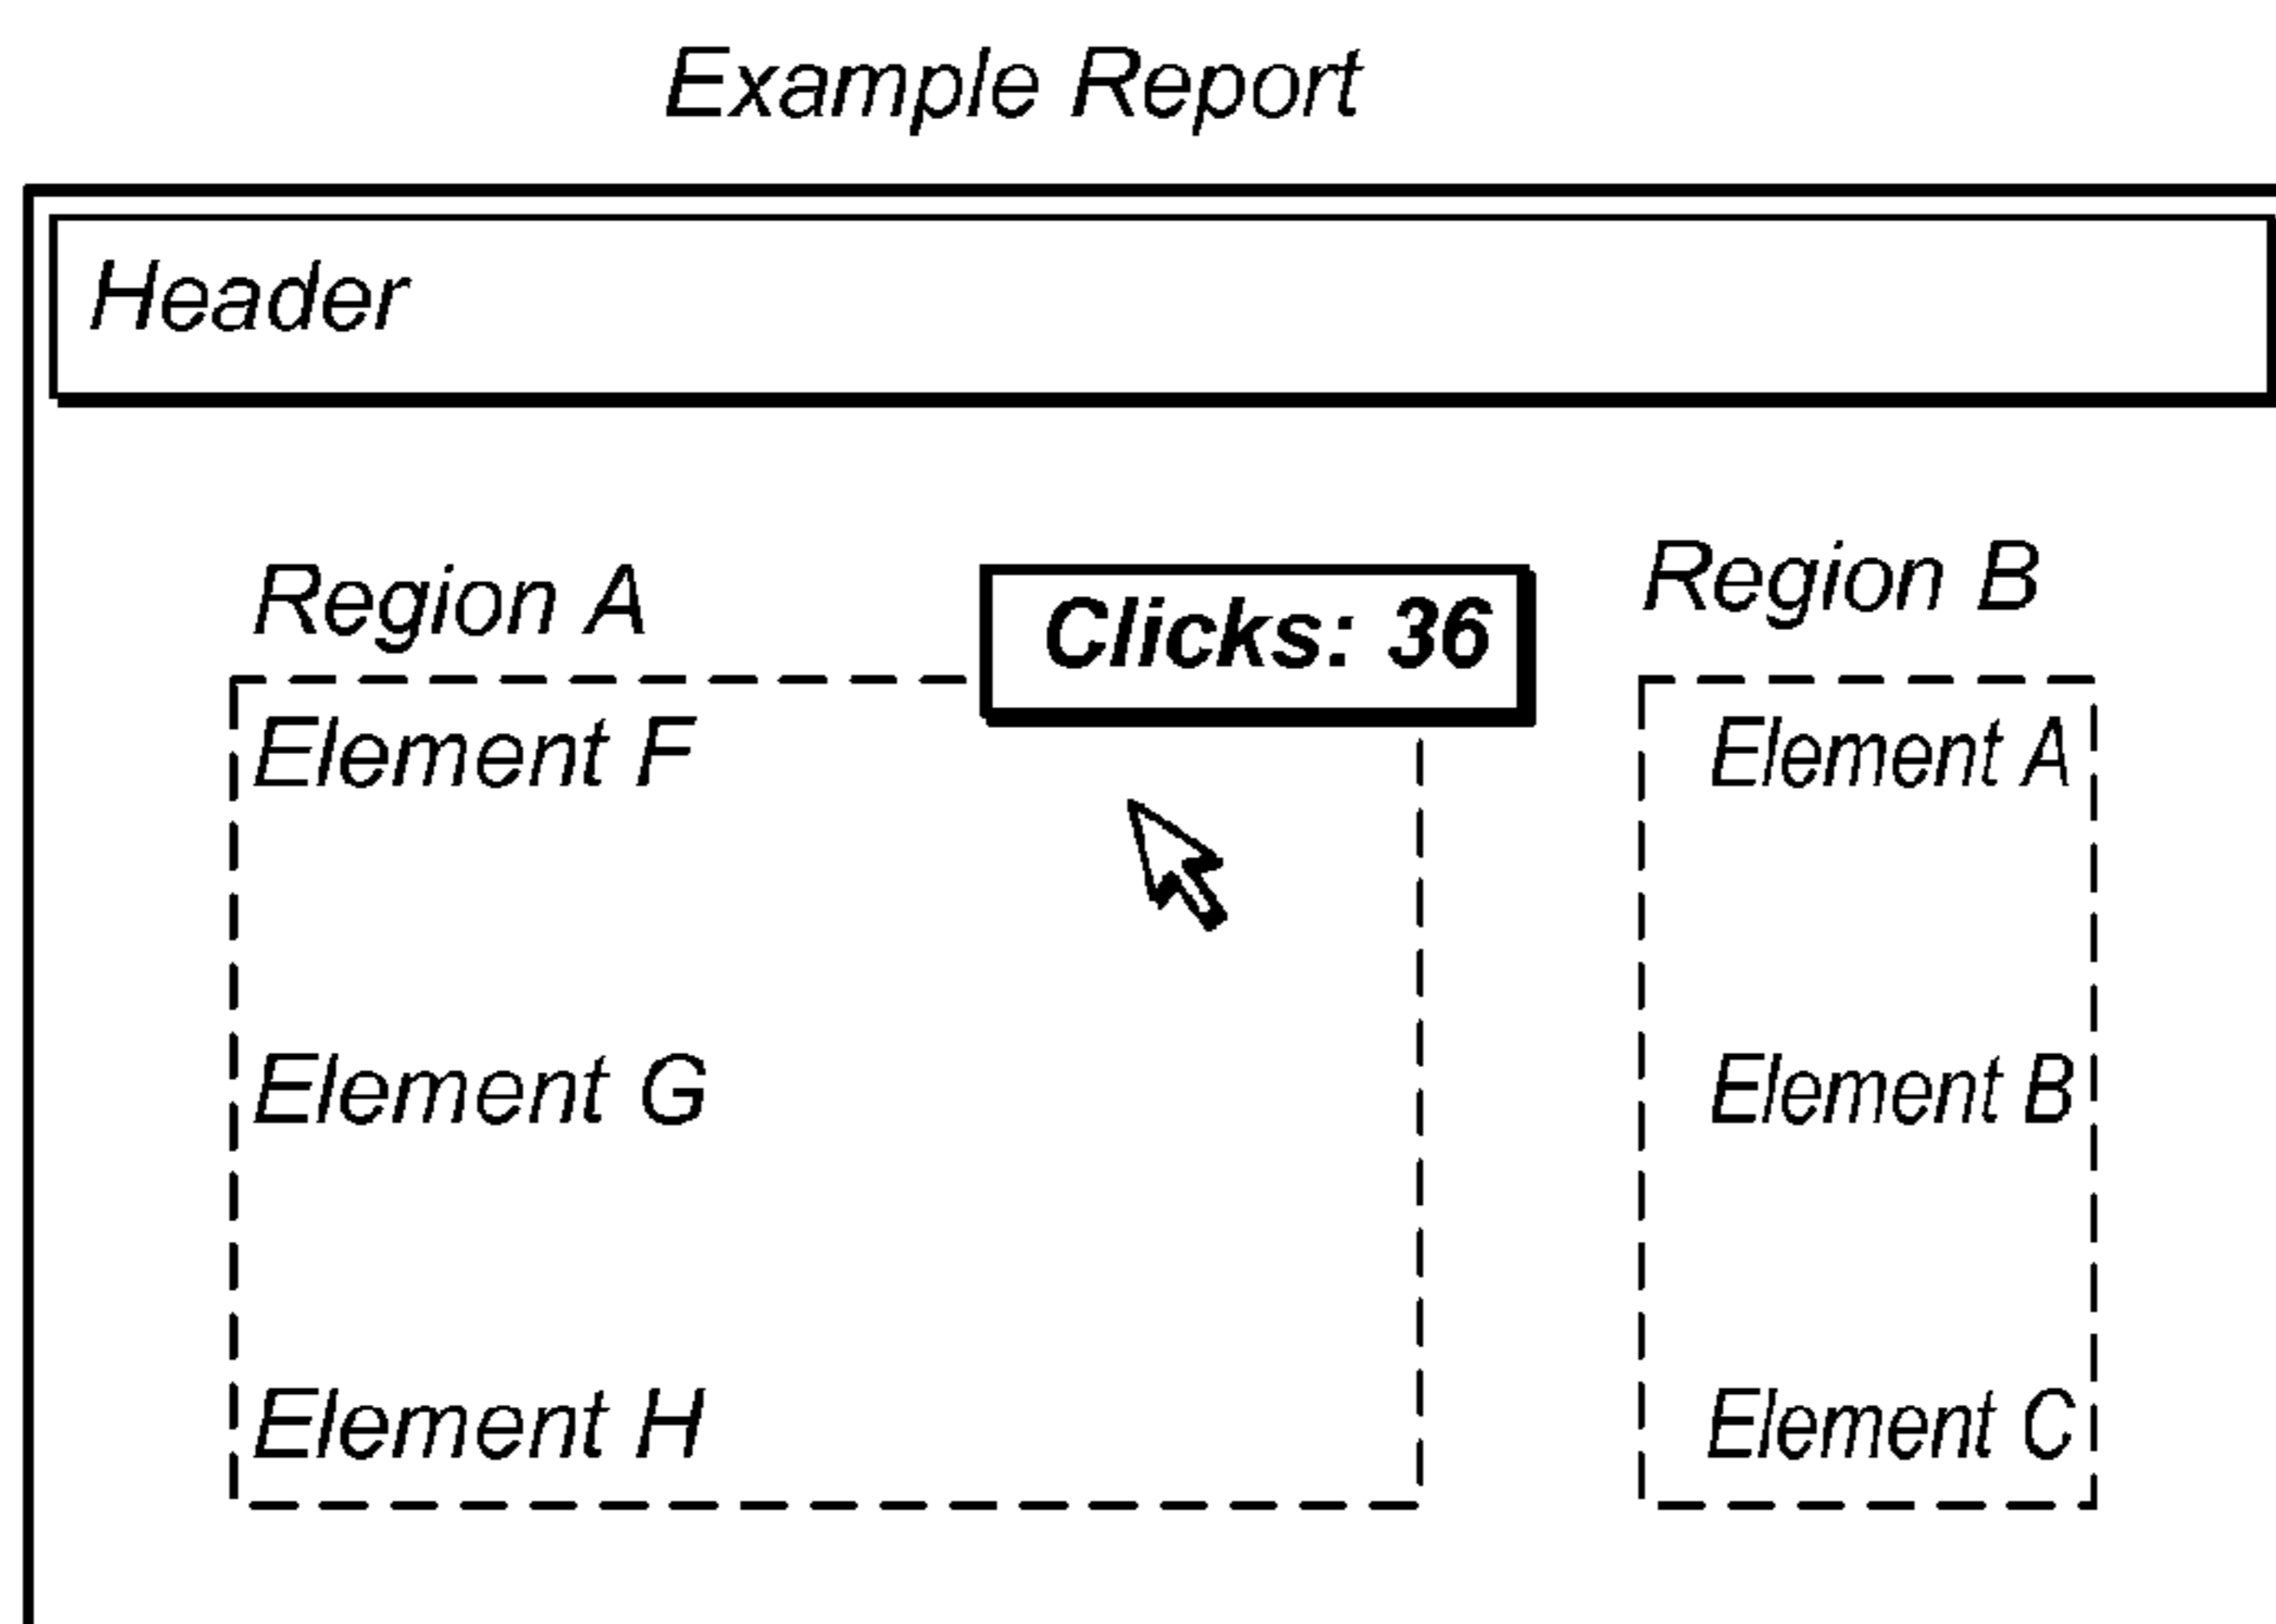 Example Report
Header
Region A
Clicks: 36
Element F
Element G
Element H
Region B
Element A
Element B
Element C